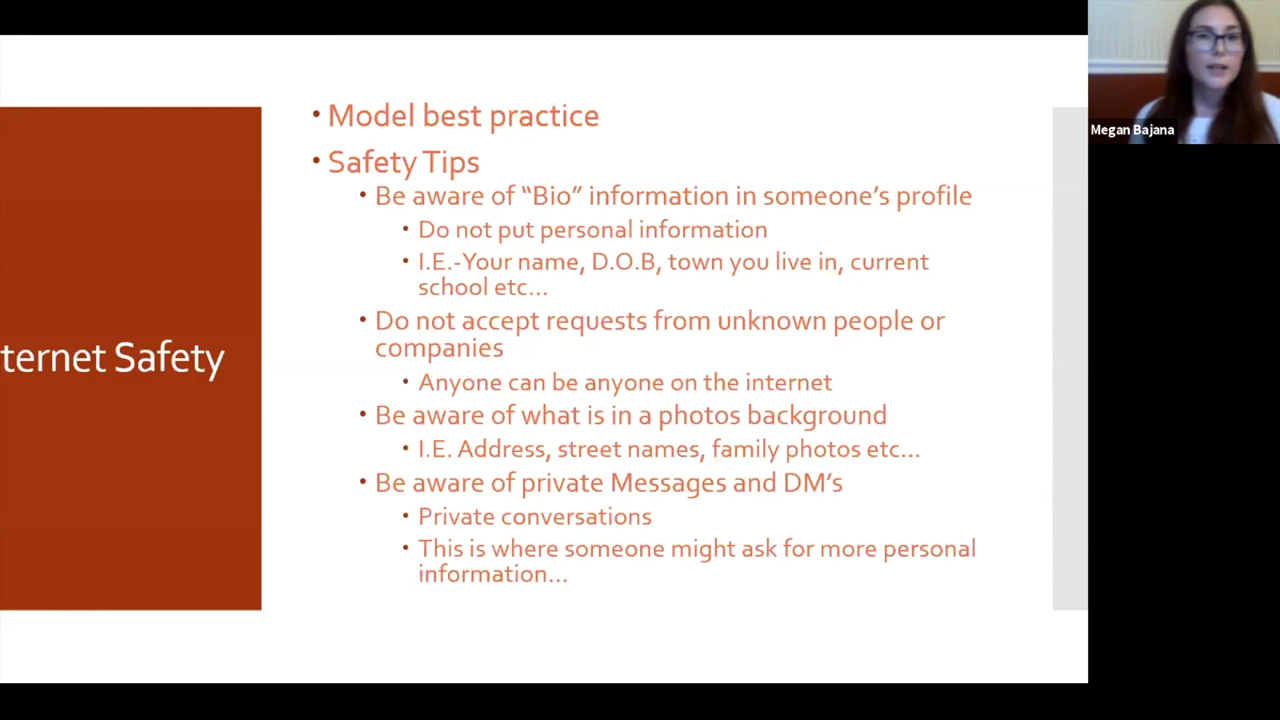 • Model best practice
• Safety Tips
• Be aware of “Bio” information in someone’s profile
• Do not put personal information
• I.E.-Your name, D.O.B, town you live in, current
school etc…
• Do not accept requests from unknown people or
companies
• Anyone can be anyone on the internet
• Be aware of what is in a photos background
• I.E. Address, street names, family photos etc…
• Be aware of private Messages and DM’s
• Private conversations
• This is where someone might ask for more personal
information…
ternet Safety
Megan Bajana